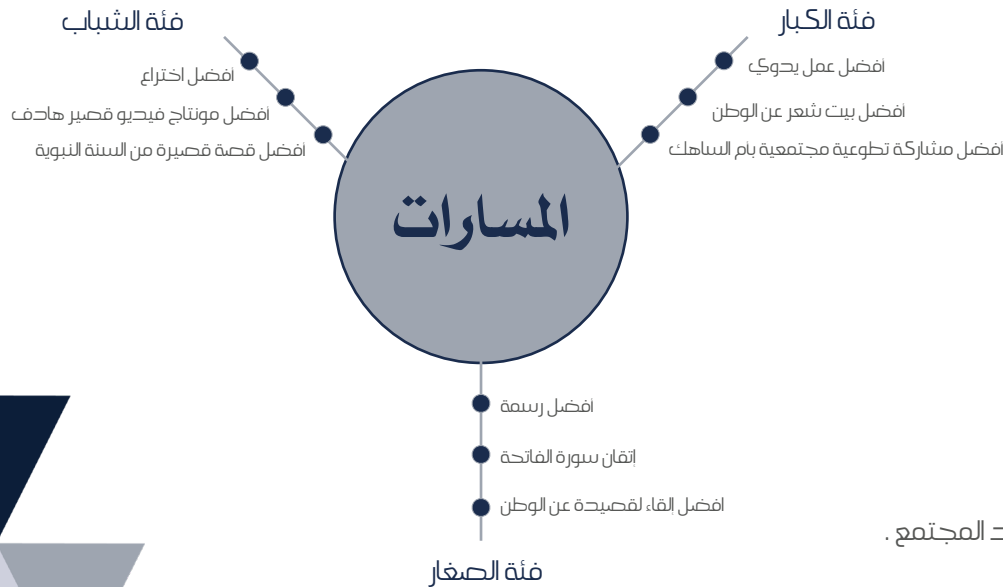 فئة الكبار
أفضل عمل يدوي
أفضل بيت شعر عن الوطن
أفضل مشاركة تطوعية مجتمعية بأم الساهك
فئة الشباب
أفضل اختراع
أفضل مونتاج فيديو قصير هادف
أفضل قصة قصيرة من السنة النبوية
المسارات
أفضل رسمة
إتقان سورة الفاتحة
افضل إلقاء لقصيدة عن الوطن
فئة الصغار
المجتمع .